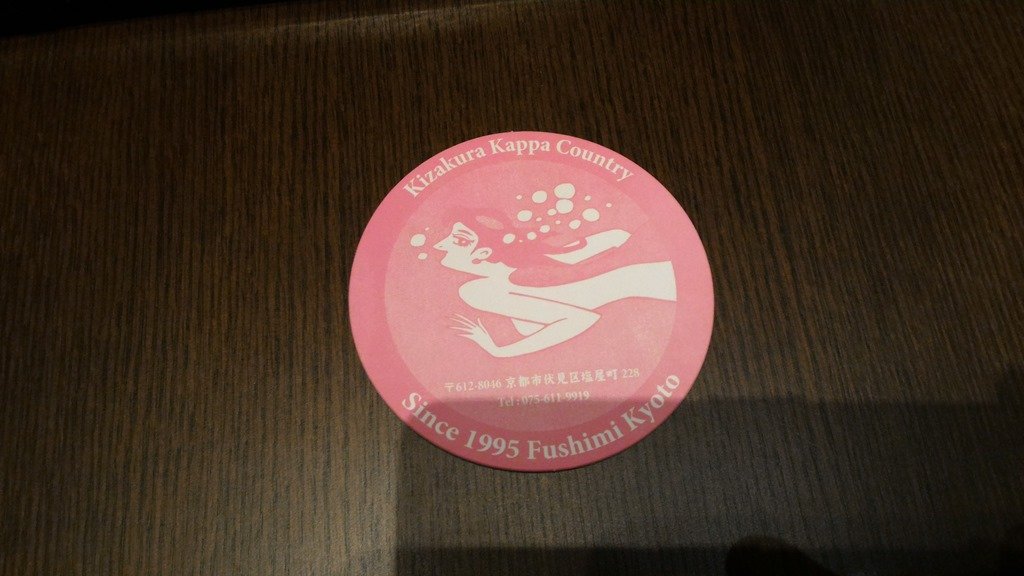 Kizakura Kappa Country
〒612-8046 京都市伏見区塩屋町 228
Tel : 075-611-9919
Since 1995 Fushimi Kyoto